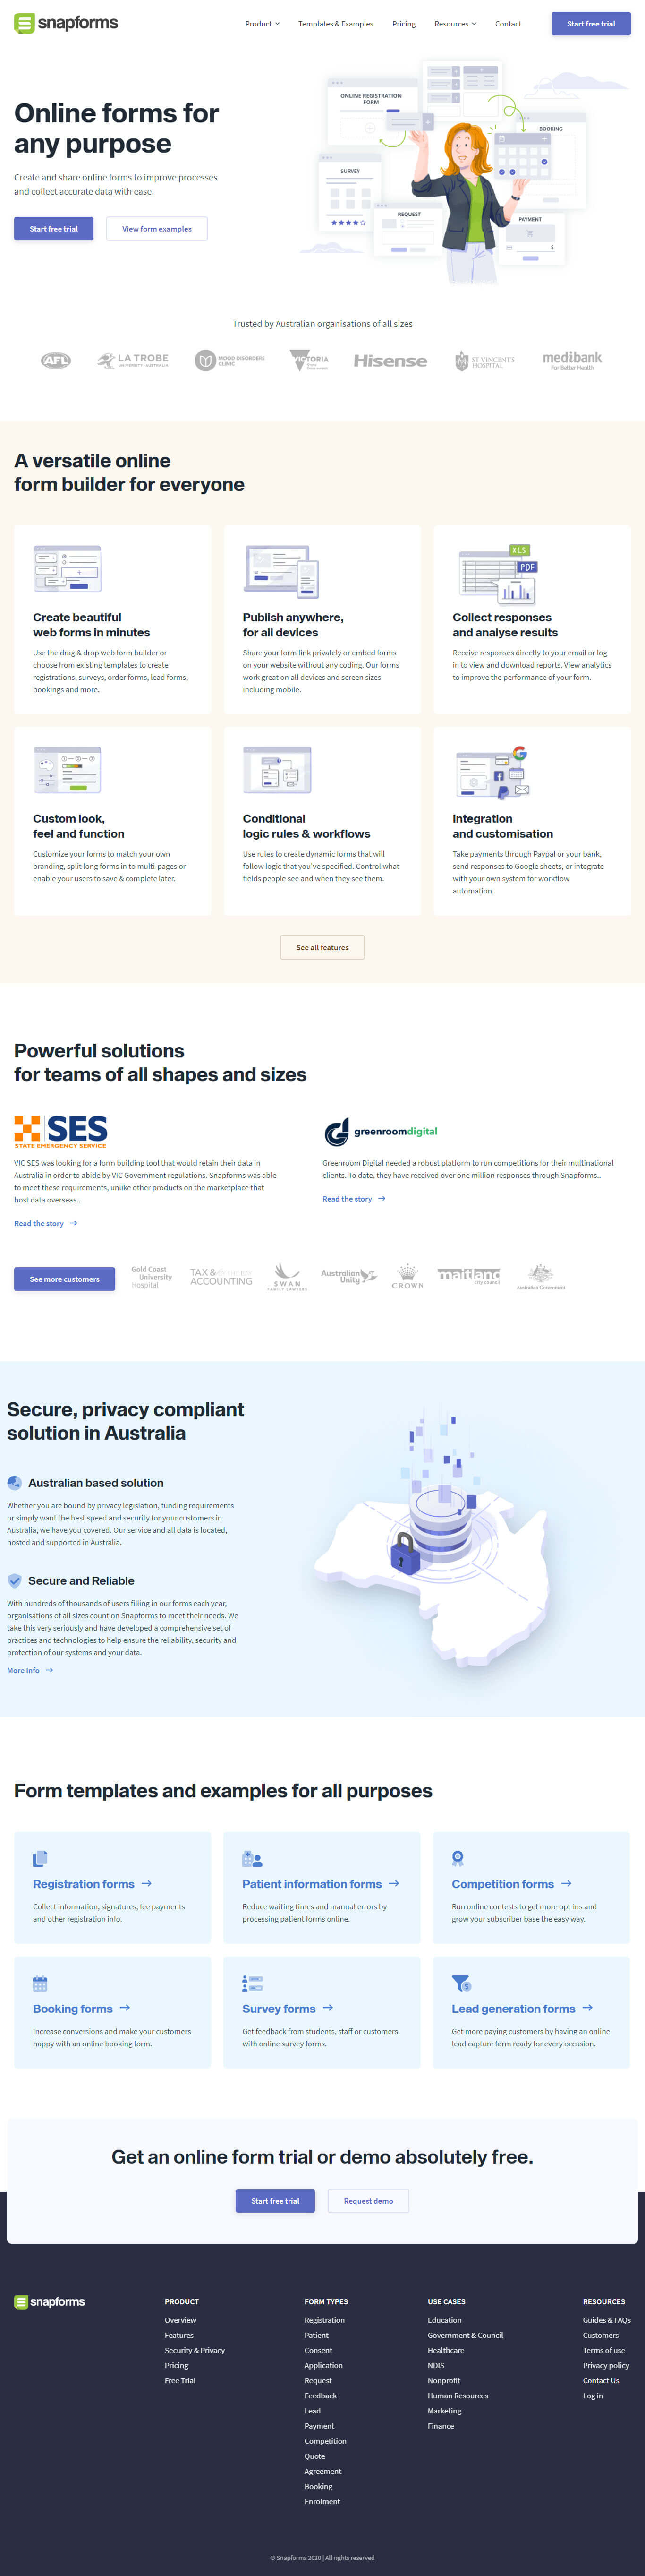 snapforms
Product Templates & Examples Pricing Resources Contact Start free trial
Online forms for
any purpose
Create and share online forms to improve processes
and collect accurate data with ease.
Start free trial View form examples
ONLINE REGISTRATION
FORM
BOOKING
SURVEY
REQUEST
PAYMENT
$
Trusted by Australian organisations of all sizes
AFL
LA TROBE
UNIVERSITY AUSTRALIA
MOOD DISORDERS
CLINIC
VICTORIA
State
Government
Hisense
ST VINCENT'S
HOSPITAL
medibank
For Better Health
A versatile online
form builder for everyone
Create beautiful
web forms in minutes
Use the drag & drop web form builder or
choose from existing templates to create
registrations, surveys, order forms, lead forms,
bookings and more.
Publish anywhere,
for all devices
Share your form link privately or embed forms
on your website without any coding. Our forms
work great on all devices and screen sizes
including mobile.
XLS
PDF
Collect responses
and analyse results
Receive responses directly to your email or log
in to view and download reports. View analytics
to improve the performance of your form.
Custom look,
feel and function
Customize your forms to match your own
branding, split long forms in to multi-pages or
enable your users to save & complete later.
Conditional
logic rules & workflows
Use rules to create dynamic forms that will
follow logic that you've specified. Control what
fields people see and when they see them.
Integration
and customisation
Take payments through Paypal or your bank,
send responses to Google sheets, or integrate
with your own system for workflow
automation.
See all features
Powerful solutions
for teams of all shapes and sizes
SES
STATE EMERGENCY SERVICE
VIC SES was looking for a form building tool that would retain their data in
Australia in order to abide by VIC Government regulations. Snapforms was able
to meet these requirements, unlike other products on the marketplace that
host data overseas..
Read the story
greenroomdigital
Greenroom Digital needed a robust platform to run competitions for their multinational
clients. To date, they have received over one million responses through Snapforms..
Read the story
See more customers
Gold Coast
University
Hospital
TAX &
ACCOUNTING
SWAN
FAMILY LAWYERS
Australian
Unity
CROWN
maitland
city council
Australian Government
Secure, privacy compliant
solution in Australia
Australian based solution
Whether you are bound by privacy legislation, funding requirements
or simply want the best speed and security for your customers in
Australia, we have you covered. Our service and all data is located,
hosted and supported in Australia.
Secure and Reliable
With hundreds of thousands of users filling in our forms each year,
organisations of all sizes count on Snapforms to meet their needs. We
take this very seriously and have developed a comprehensive set of
practices and technologies to help ensure the reliability, security and
protection of our systems and your data.
More info
Form templates and examples for all purposes
Registration forms
Collect information, signatures, fee payments
and other registration info.
Patient information forms
Reduce waiting times and manual errors by
processing patient forms online.
Competition forms
Run online contests to get more opt-ins and
grow your subscriber base the easy way.
Booking forms
Increase conversions and make your customers
happy with an online booking form.
Survey forms
Get feedback from students, staff or customers
with online survey forms.
Lead generation forms
Get more paying customers by having an online
lead capture form ready for every occasion.
Get an online form trial or demo absolutely free.
Start free trial Request demo
snapforms
PRODUCT
Overview
Features
Security & Privacy
Pricing
Free Trial
FORM TYPES
Registration
Patient
Consent
Application
Request
Feedback
Lead
Payment
Competition
Quote
Agreement
Booking
Enrolment
USE CASES
Education
Government & Council
Healthcare
NDIS
Nonprofit
Human Resources
Marketing
Finance
RESOURCES
Guides & FAQs
Customers
Terms of use
Privacy policy
Contact Us
Log in
© Snapforms 2020 | All rights reserved